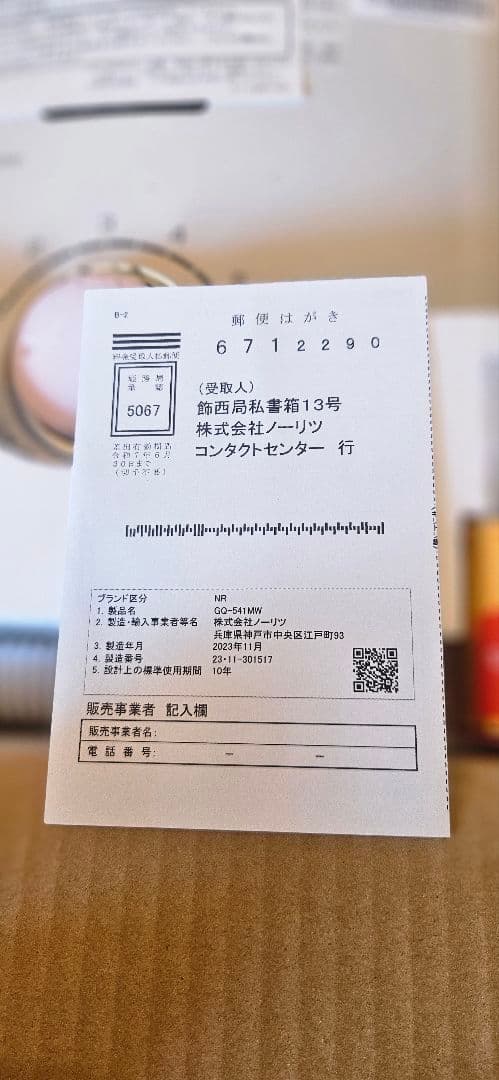 B-2
郵便はがき
6712290
料金受取人払郵便
姫路局
承認
5067
差出有効期間
令和7年6月
30日まで
(切手不要)
(受取人)
飾西局私書箱13号
株式会社ノーリツ
コンタクトセンター 行
ブランド区分 NR
1. 製品名 GQ-541MW
2. 製造・輸入事業者等名 株式会社ノーリツ
兵庫県神戸市中央区江戸町93
3. 製造年月 2023年11月
4. 製造番号 23・11-301517
5. 設計上の標準使用期間 10年
販売事業者 記入欄
販売事業者名:
電話番号: － －
3
4